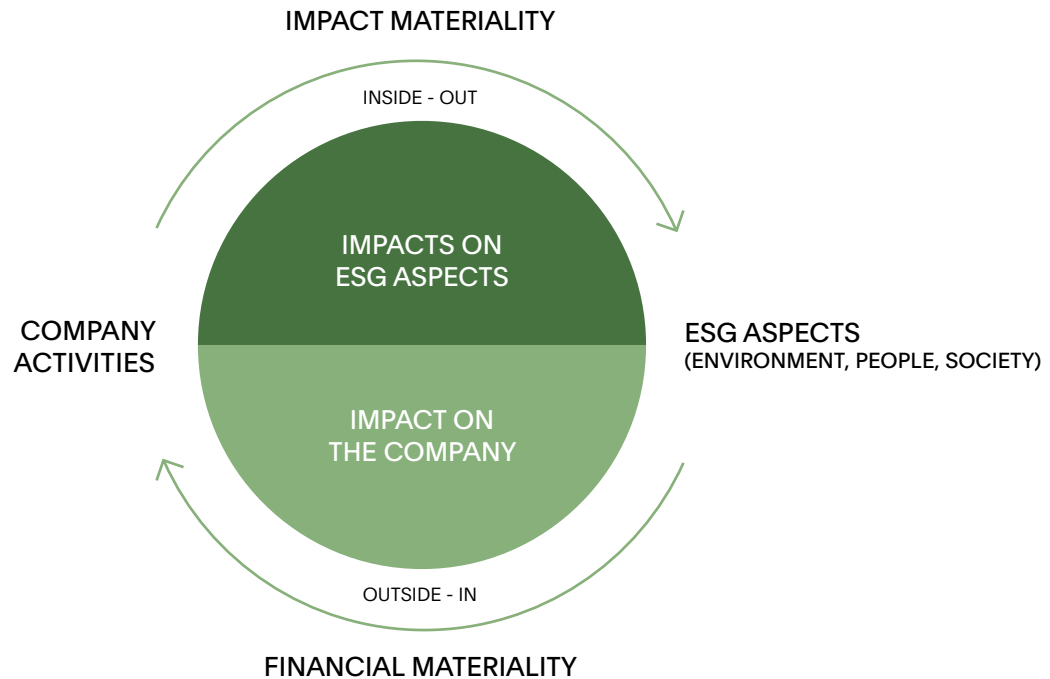 IMPACT MATERIALITY
INSIDE - OUT
IMPACTS ON
ESG ASPECTS
COMPANY
ACTIVITIES
ESG ASPECTS
(ENVIRONMENT, PEOPLE, SOCIETY)
IMPACT ON
THE COMPANY
OUTSIDE - IN
FINANCIAL MATERIALITY